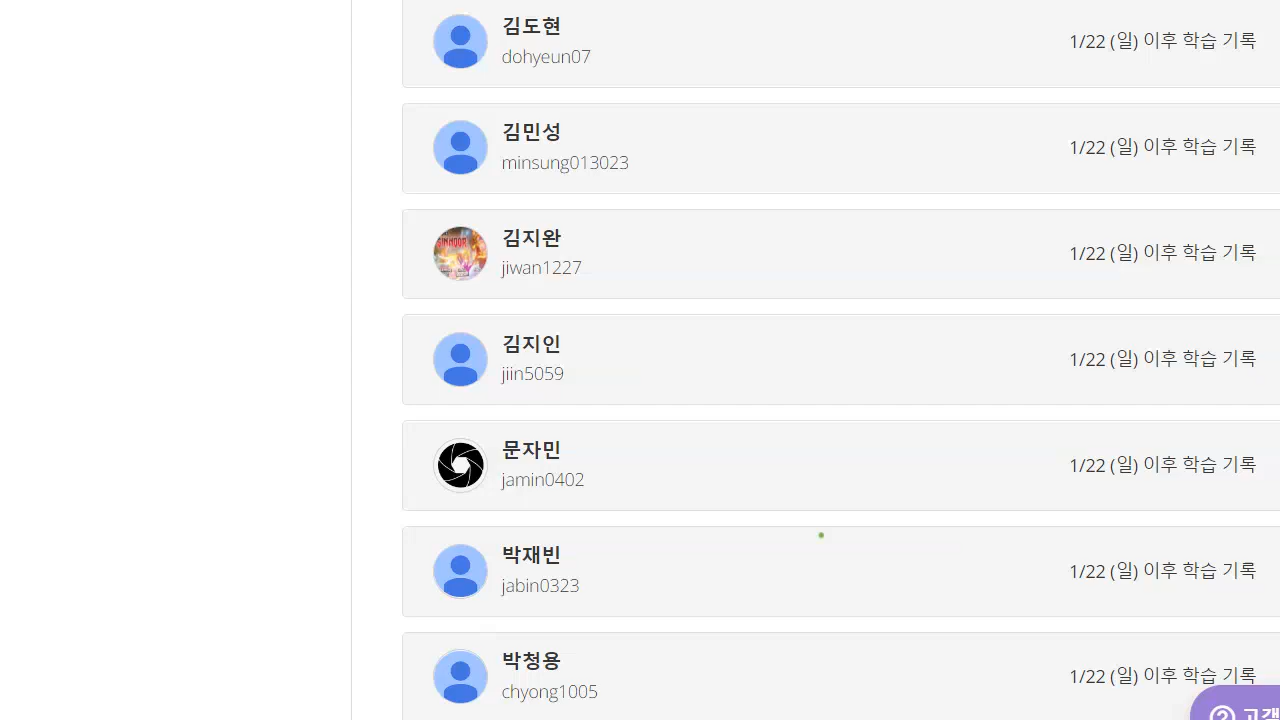 김도현
dohyeun07
1/22 (일) 이후 학습 기록
김민성
minsung013023
1/22 (일) 이후 학습 기록
김지완
jiwan1227
1/22 (일) 이후 학습 기록
김지인
jiin5059
1/22 (일) 이후 학습 기록
문자민
jamin0402
1/22 (일) 이후 학습 기록
박재빈
jabin0323
1/22 (일) 이후 학습 기록
박청용
chyong1005
1/22 (일) 이후 학습 기록
고객